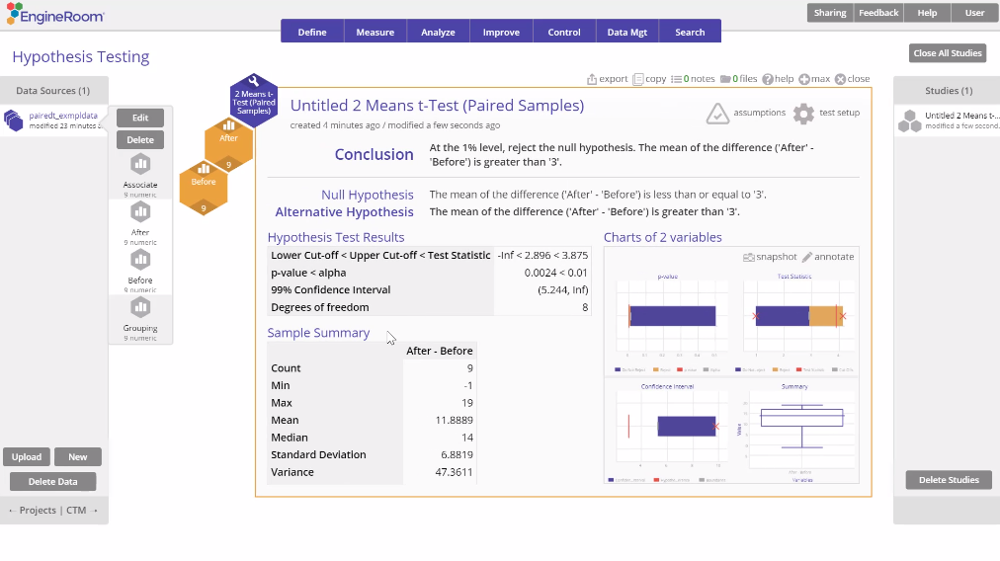 EngineRoom®
Sharing Feedback Help User
Define Measure Analyze Improve Control Data Mgt Search
Hypothesis Testing
Close All Studies
export copy 0 notes 0 files help max close
Data Sources (1)
Studies (1)
pairedt_exmpldata
modified 23 minutes a
Edit
Delete
Associate
9 numeric
After
9 numeric
Before
9 numeric
Grouping
9 numeric
2 Means t-
Test (Paired
Samples)
After
9
Before
9
Untitled 2 Means t-Test (Paired Samples)
created 4 minutes ago / modified a few seconds ago
assumptions
test setup
Untitled 2 Means t-...
modified a few second.
Conclusion
At the 1% level, reject the null hypothesis. The mean of the difference ('After' -
'Before') is greater than '3'.
Null Hypothesis The mean of the difference ('After' - 'Before') is less than or equal to '3'.
Alternative Hypothesis The mean of the difference ('After' - 'Before') is greater than '3'.
Hypothesis Test Results
Lower Cut-off < Upper Cut-off < Test Statistic -Inf < 2.896 < 3.875
p-value < alpha 0.0024 < 0.01
99% Confidence Interval (5.244, Inf)
Degrees of freedom 8
Sample Summary
After - Before
Count 9
Min -1
Max 19
Mean 11.8889
Median 14
Standard Deviation 6.8819
Variance 47.3611
Charts of 2 variables
snapshot annotate
p-value
Test Statistic
Confidence Interval
Summary
Value
Variables
Upload New
Delete Data
Delete Studies
← Projects | CTM →